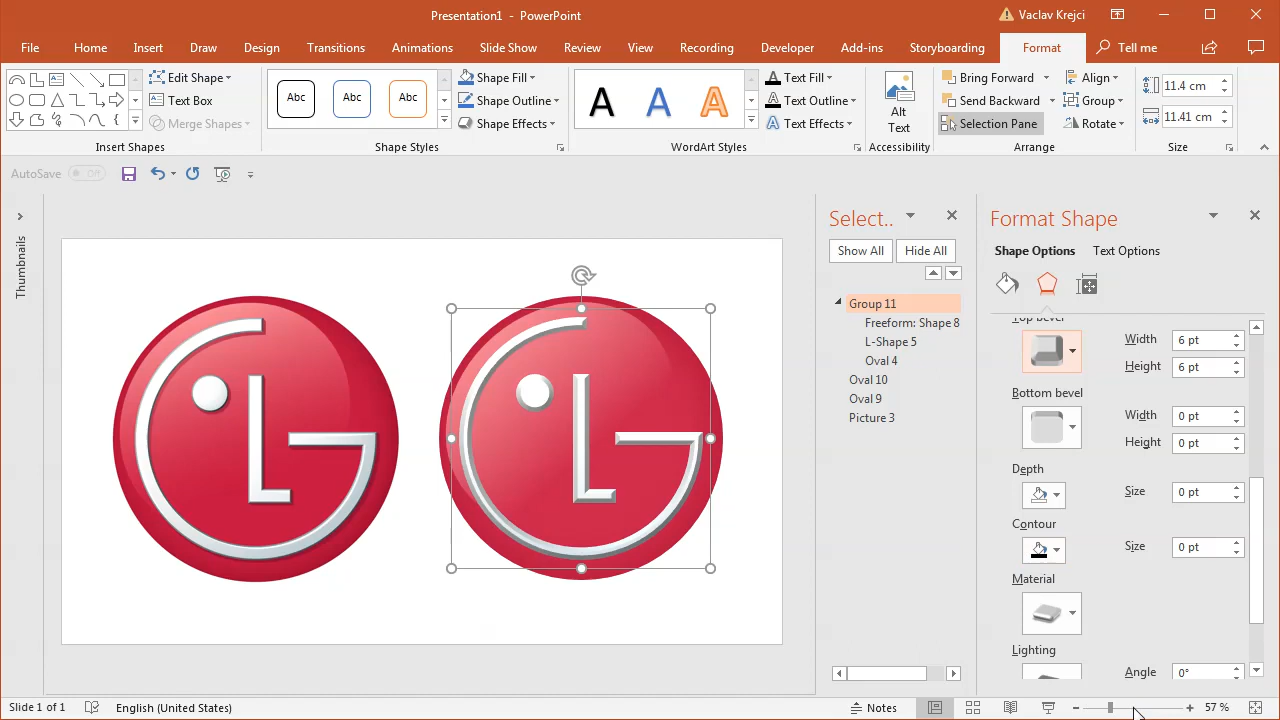 Presentation1 - PowerPoint
Vaclav Krejci
File Home Insert Draw Design Transitions Animations Slide Show Review View Recording Developer Add-ins Storyboarding Format Tell me
Edit Shape
Text Box
Merge Shapes
Insert Shapes
Abc Abc Abc
Shape Fill
Shape Outline
Shape Effects
Shape Styles
A A A
Text Fill
Text Outline
Text Effects
WordArt Styles
Alt
Text
Accessibility
Bring Forward
Send Backward
Selection Pane
Align
Group
Rotate
Arrange
11.4 cm
11.41 cm
Size
AutoSave Off
Thumbnails
L G
L G
Select..
Show All Hide All
Group 11
Freeform: Shape 8
L-Shape 5
Oval 4
Oval 10
Oval 9
Picture 3
Format Shape
Shape Options Text Options
Top bevel
Width 6 pt
Height 6 pt
Bottom bevel
Width 0 pt
Height 0 pt
Depth
Size 0 pt
Contour
Size 0 pt
Material
Lighting
Angle 0°
Slide 1 of 1 English (United States) Notes 57 %